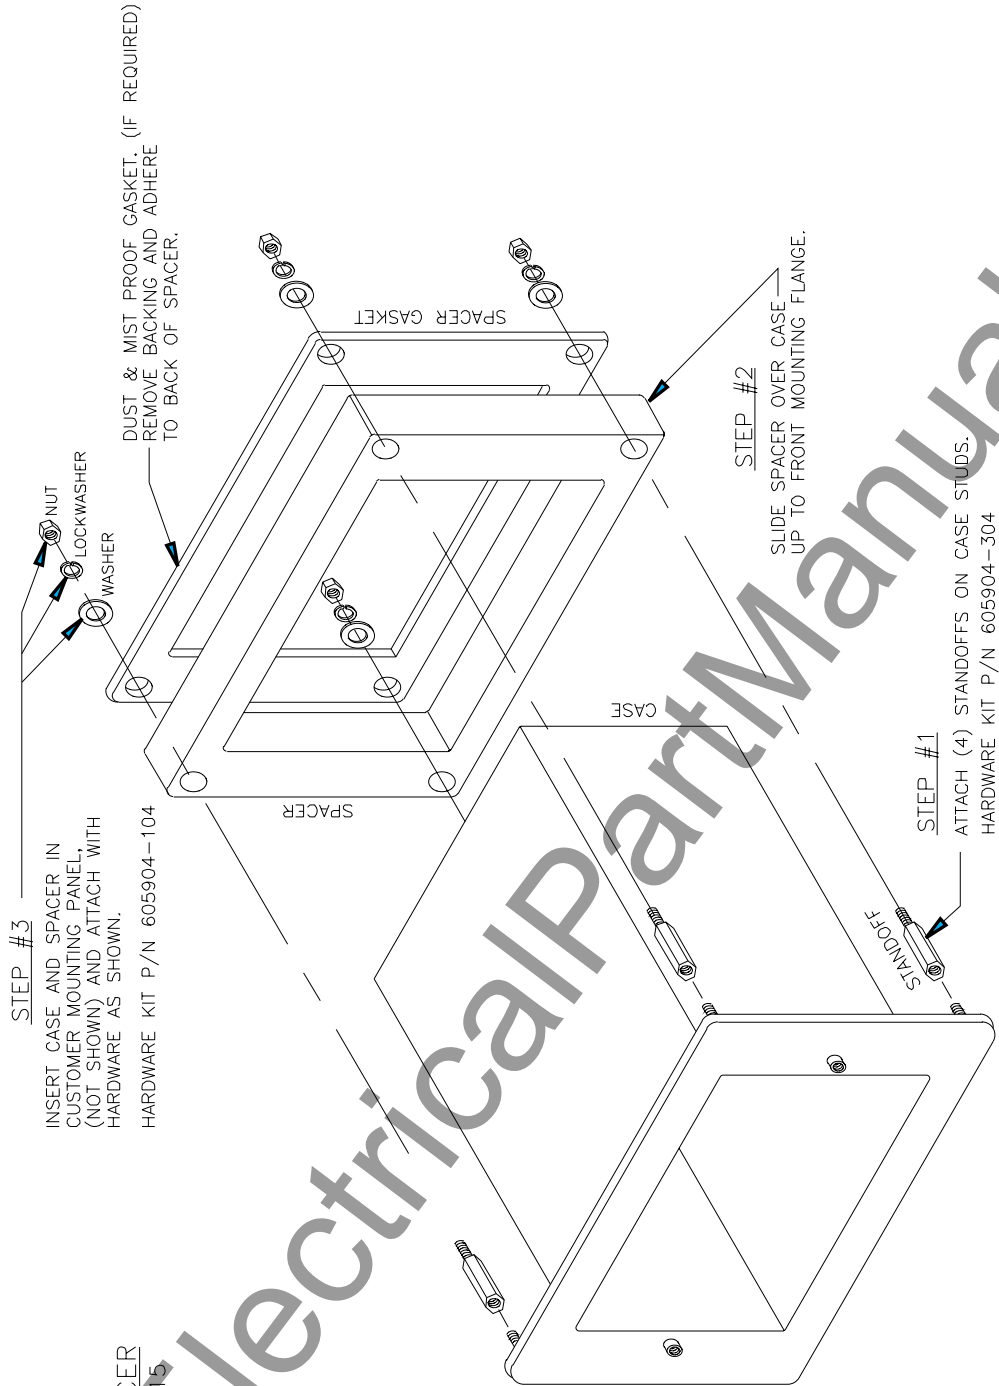 STEP #3
INSERT CASE AND SPACER IN
CUSTOMER MOUNTING PANEL,
(NOT SHOWN) AND ATTACH WITH
HARDWARE AS SHOWN.
HARDWARE KIT P/N 605904-104
NUT
LOCKWASHER
WASHER
DUST & MIST PROOF GASKET. (IF REQUIRED)
REMOVE BACKING AND ADHERE
TO BACK OF SPACER.
SPACER GASKET
SPACER
CASE
STEP #2
SLIDE SPACER OVER CASE
UP TO FRONT MOUNTING FLANGE.
STANDOFF
STEP #1
ATTACH (4) STANDOFFS ON CASE STUDS.
HARDWARE KIT P/N 605904-304
CER
15
ElectricalPartManual